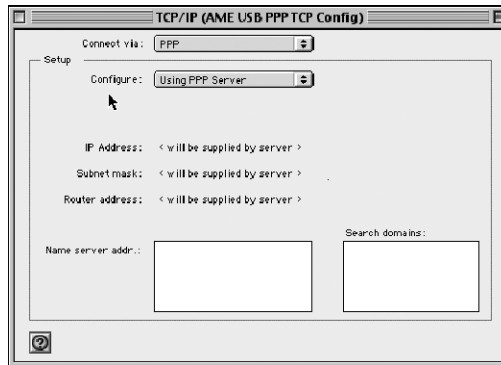 TCP/IP (AME USB PPP TCP Config)
Connect via: PPP
Setup
Configure: Using PPP Server
IP Address: < will be supplied by server >
Subnet mask: < will be supplied by server >
Router address: < will be supplied by server >
Search domains:
Name server addr.:
?